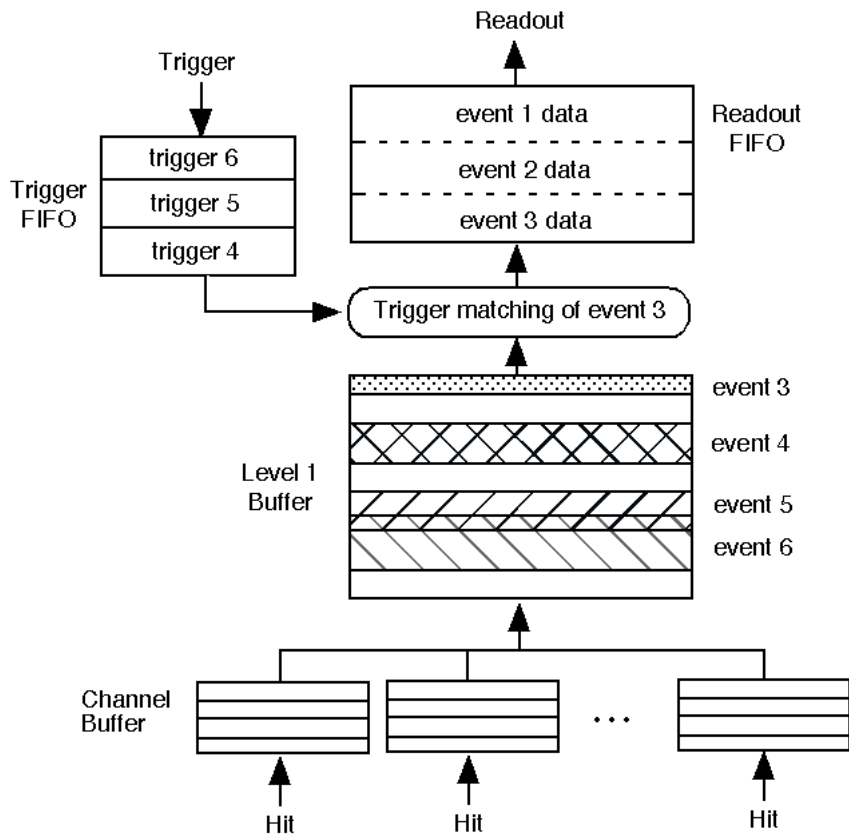 Readout
Trigger
event 1 data
Readout
FIFO
trigger 6
event 2 data
Trigger
FIFO
trigger 5
event 3 data
trigger 4
Trigger matching of event 3
event 3
event 4
Level 1
Buffer
event 5
event 6
Channel
Buffer
...
Hit
Hit
Hit